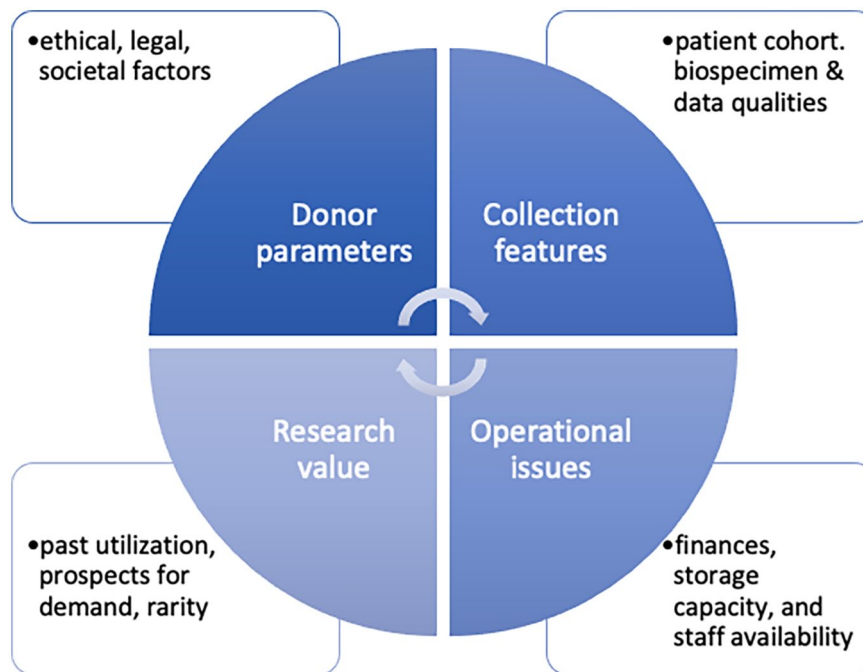 •ethical, legal,
societal factors
•patient cohort.
biospecimen &
data qualities
Donor
parameters
Collection
features
Research
value
Operational
issues
•past utilization,
prospects for
demand, rarity
•finances,
storage
capacity, and
staff availability